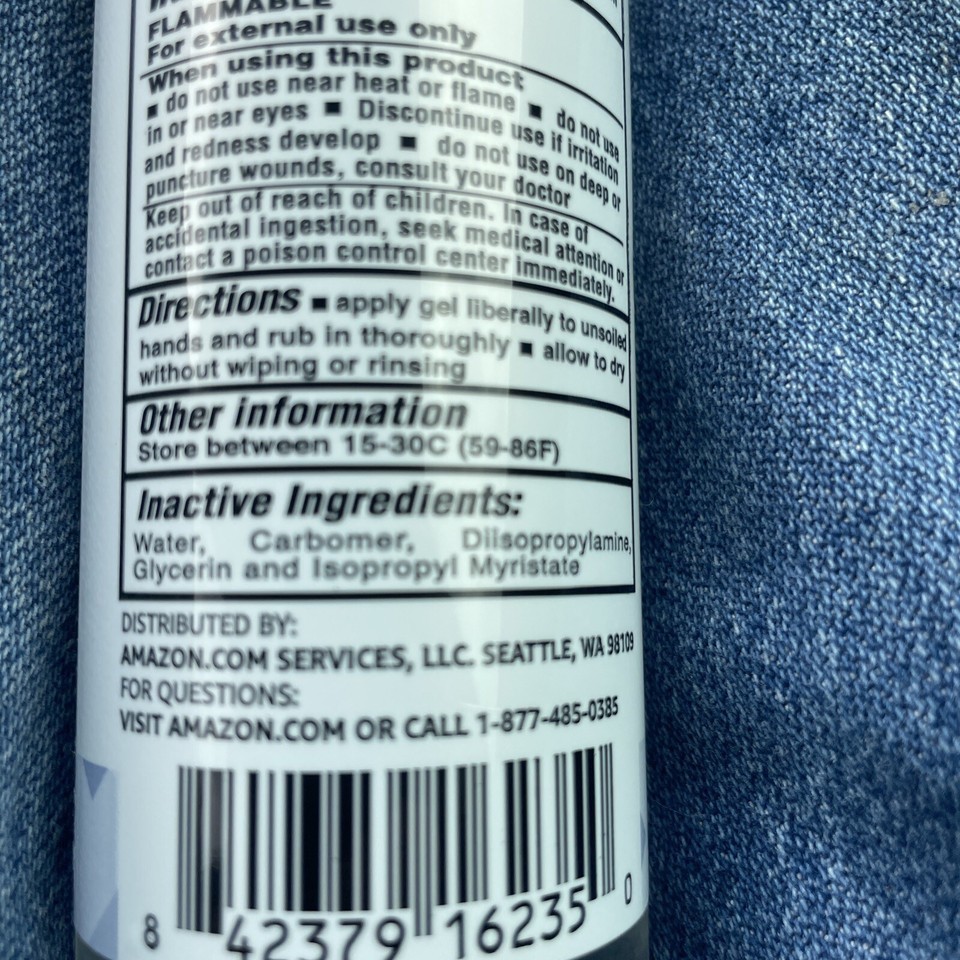 FLAMMABLE
For external use only
When using this product
▪ do not use near heat or flame ▪ do not use
in or near eyes ▪ Discontinue use if irritation
and redness develop ▪ do not use on deep or
puncture wounds, consult your doctor
Keep out of reach of children. In case of
accidental ingestion, seek medical attention or
contact a poison control center immediately.
Directions ▪ apply gel liberally to unsoiled
hands and rub in thoroughly ▪ allow to dry
without wiping or rinsing
Other information
Store between 15-30C (59-86F)
Inactive Ingredients:
Water, Carbomer, Diisopropylamine,
Glycerin and Isopropyl Myristate
DISTRIBUTED BY:
AMAZON.COM SERVICES, LLC. SEATTLE, WA 98109
FOR QUESTIONS:
VISIT AMAZON.COM OR CALL 1-877-485-0385
8 42379 16235 0